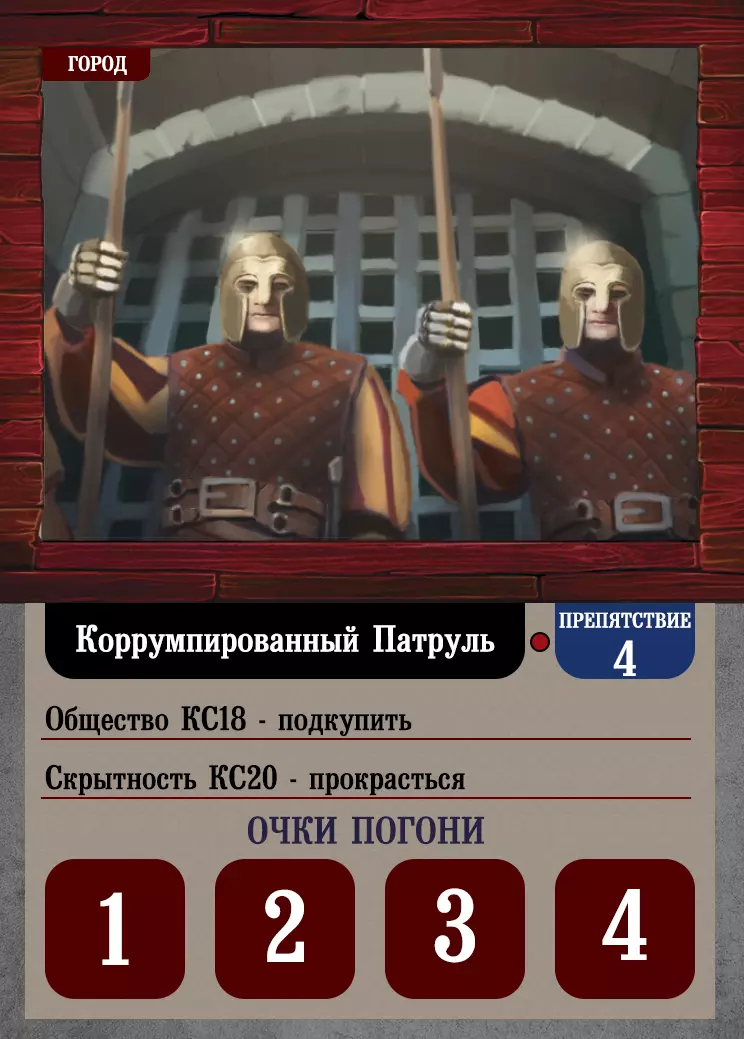 ГОРОД
Коррумпированный Патруль
ПРЕПЯТСТВИЕ
4
Общество КС18 - подкупить
Скрытность КС20 - прокрасться
ОЧКИ ПОГОНИ
1 2 3 4